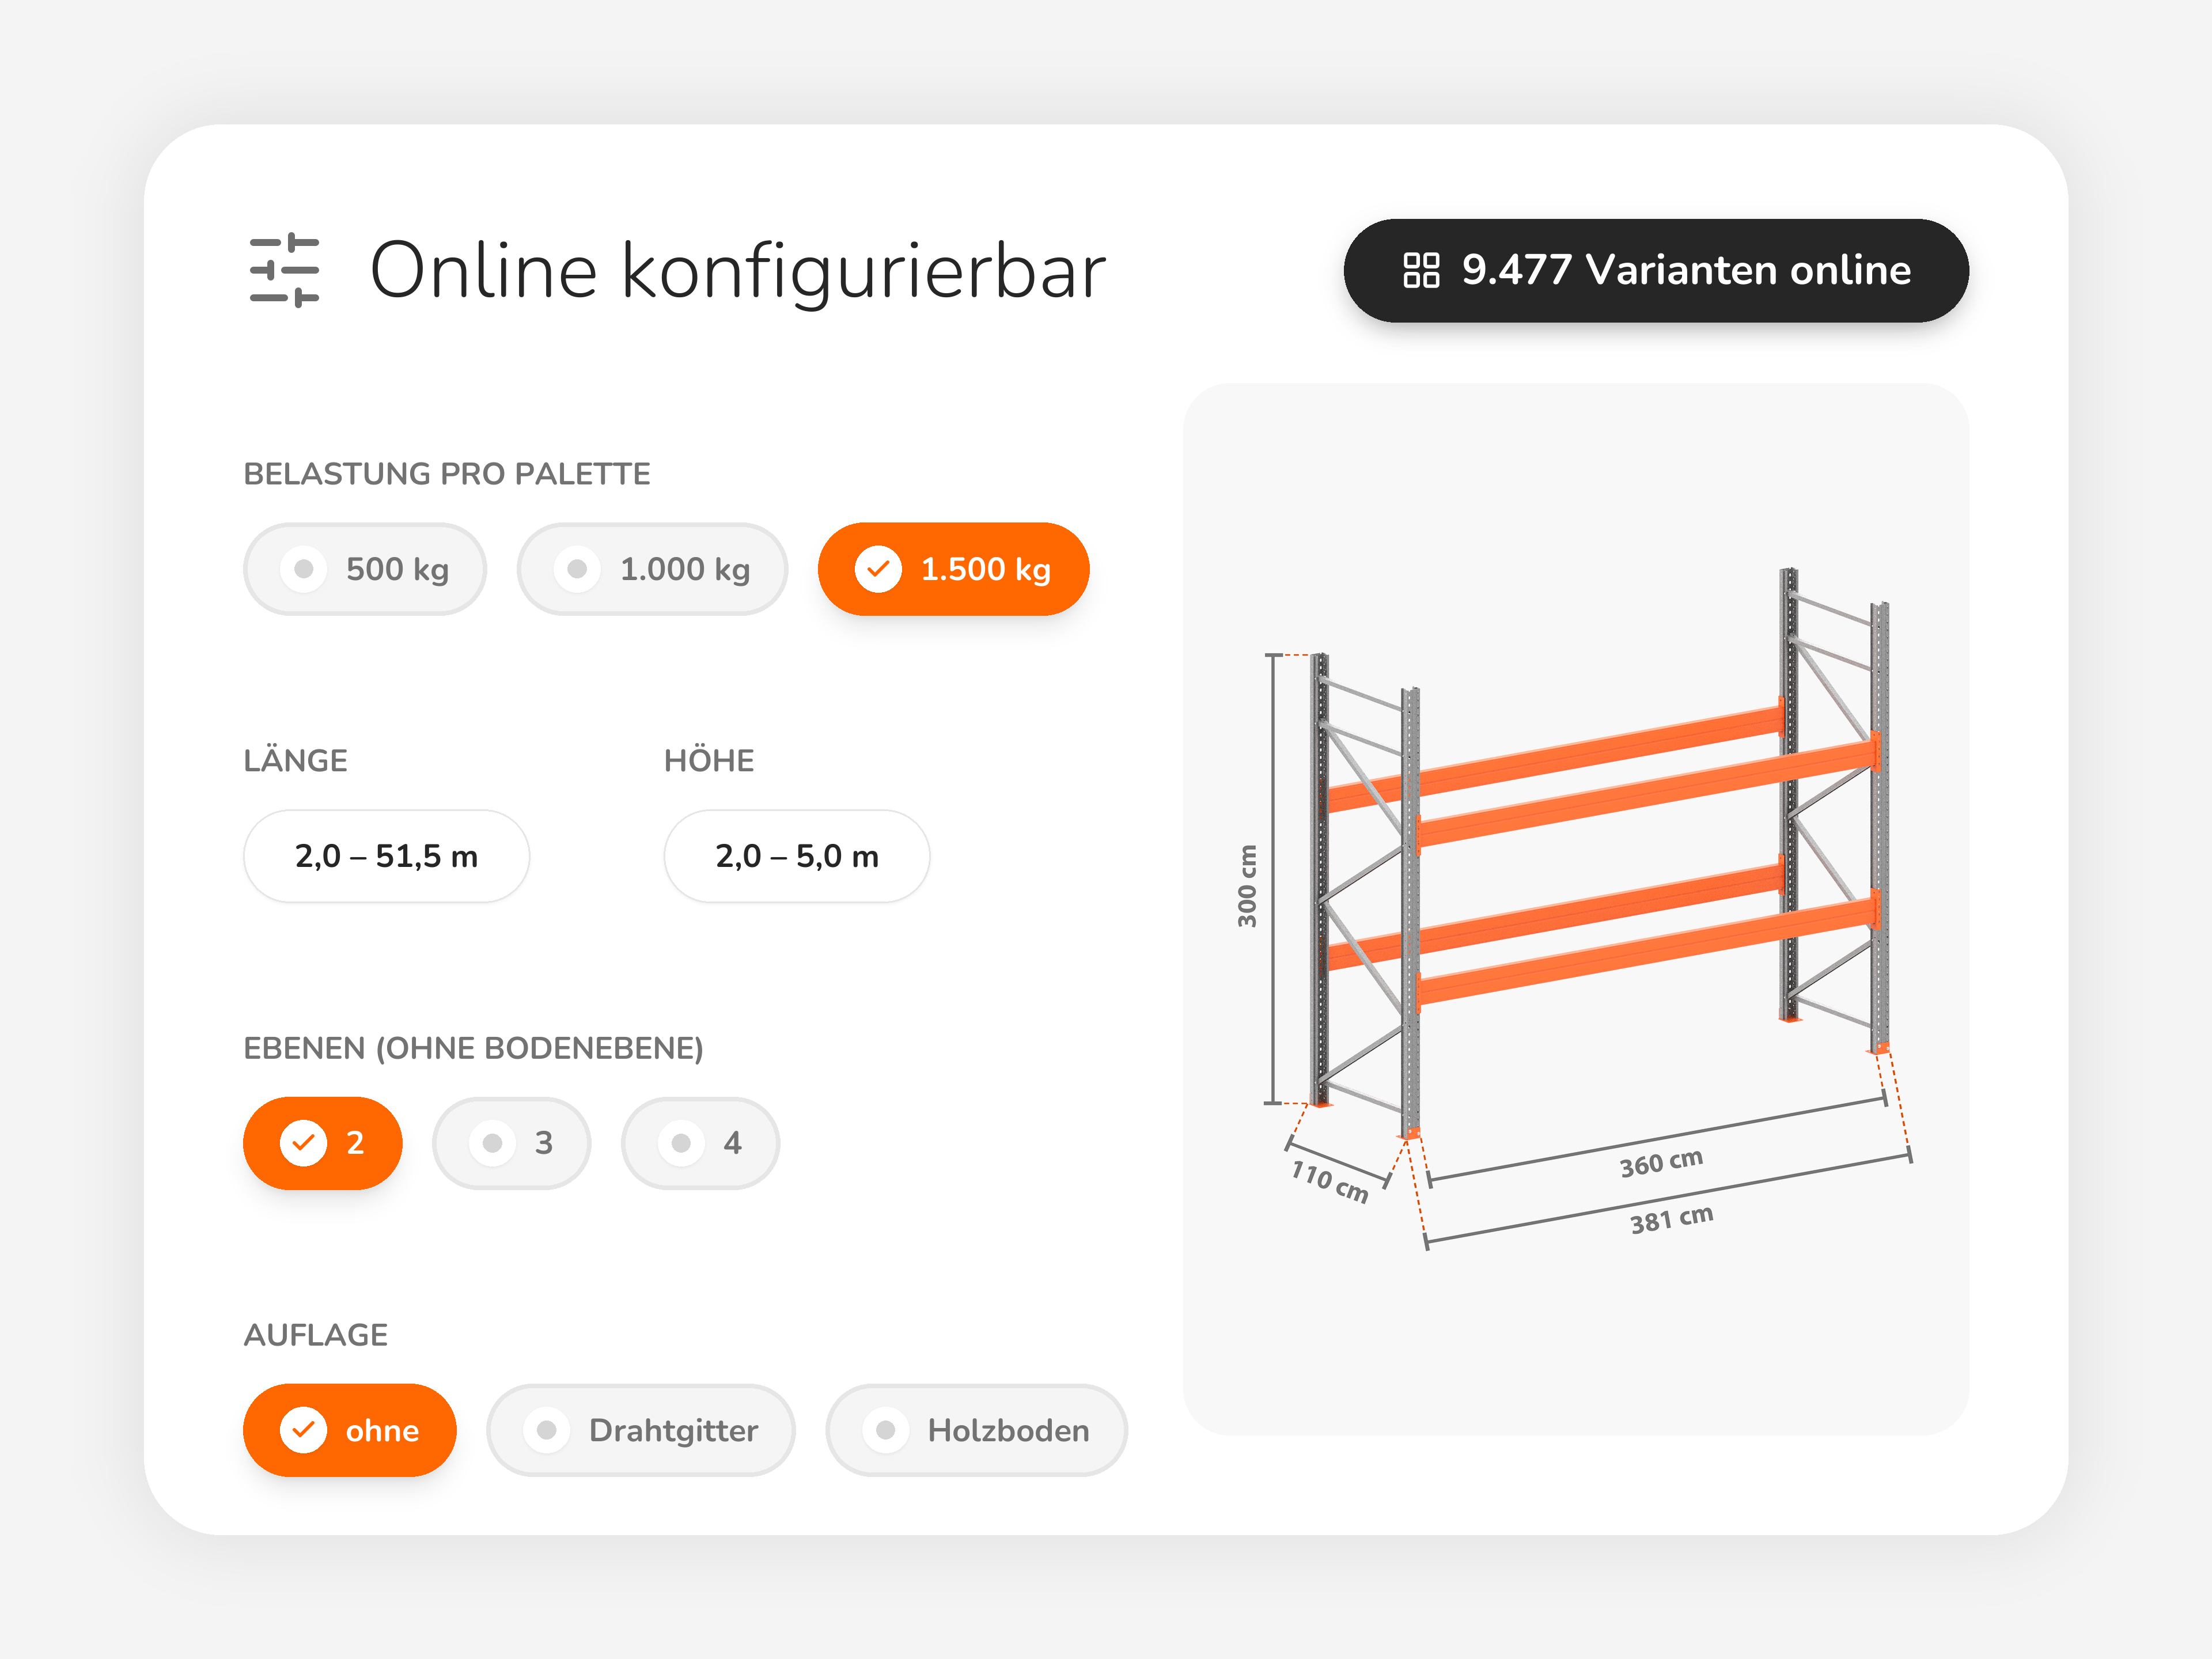 Online konfigurierbar
9.477 Varianten online
BELASTUNG PRO PALETTE
500 kg
1.000 kg
1.500 kg
LÄNGE
HÖHE
2,0 – 51,5 m
2,0 – 5,0 m
EBENEN (OHNE BODENEBENE)
2
3
4
AUFLAGE
ohne
Drahtgitter
Holzboden
300 cm
110 cm
360 cm
381 cm